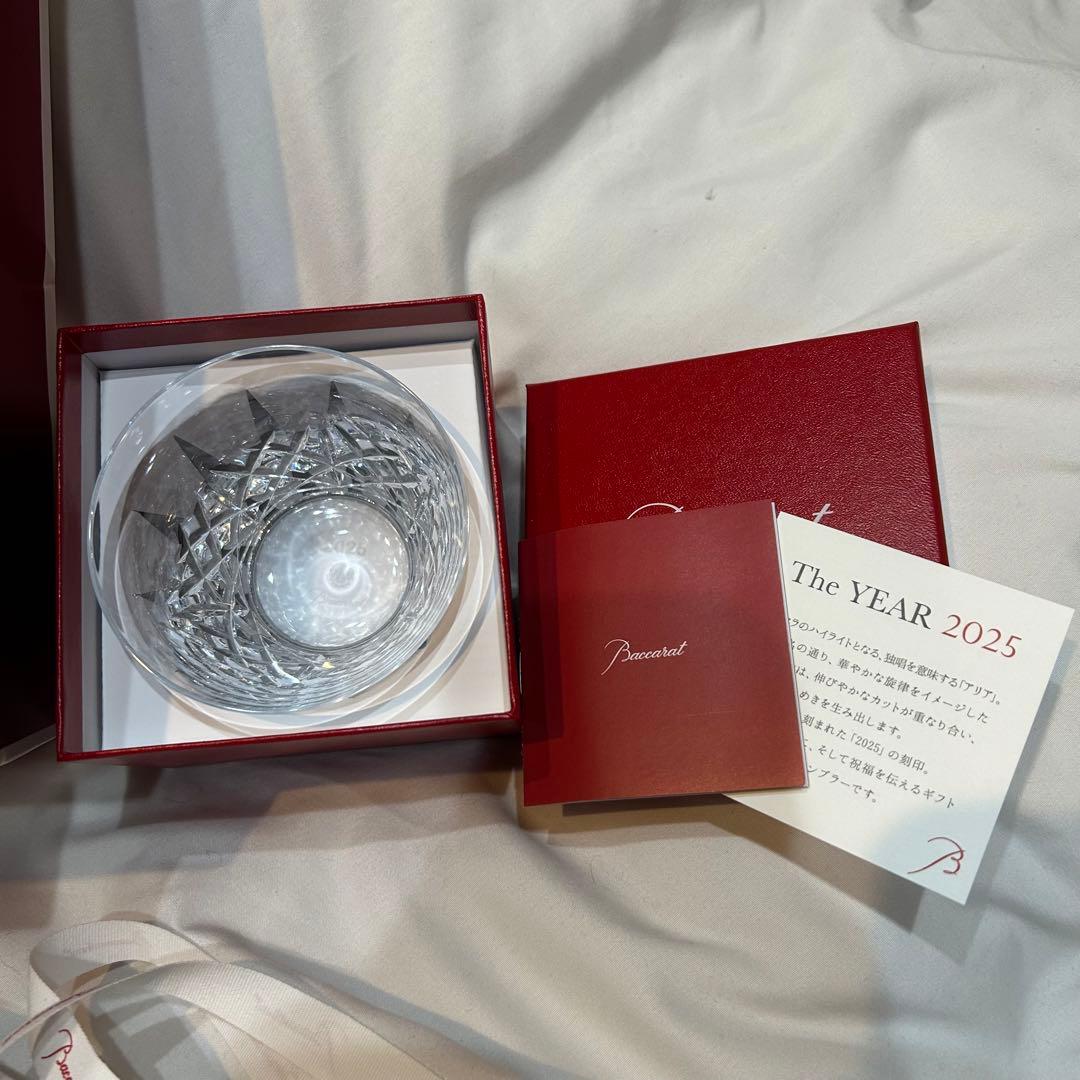 2025
Baccarat
The YEAR 2025
ラのハイライトとなる、独唱を意味する「アリア」。
の通り、華やかな旋律をイメージした
は、伸びやかなカットが重なり合い、
めきを生み出します。
刻まれた「2025」の刻印。
、そして祝福を伝えるギフト
ンブラーです。
B